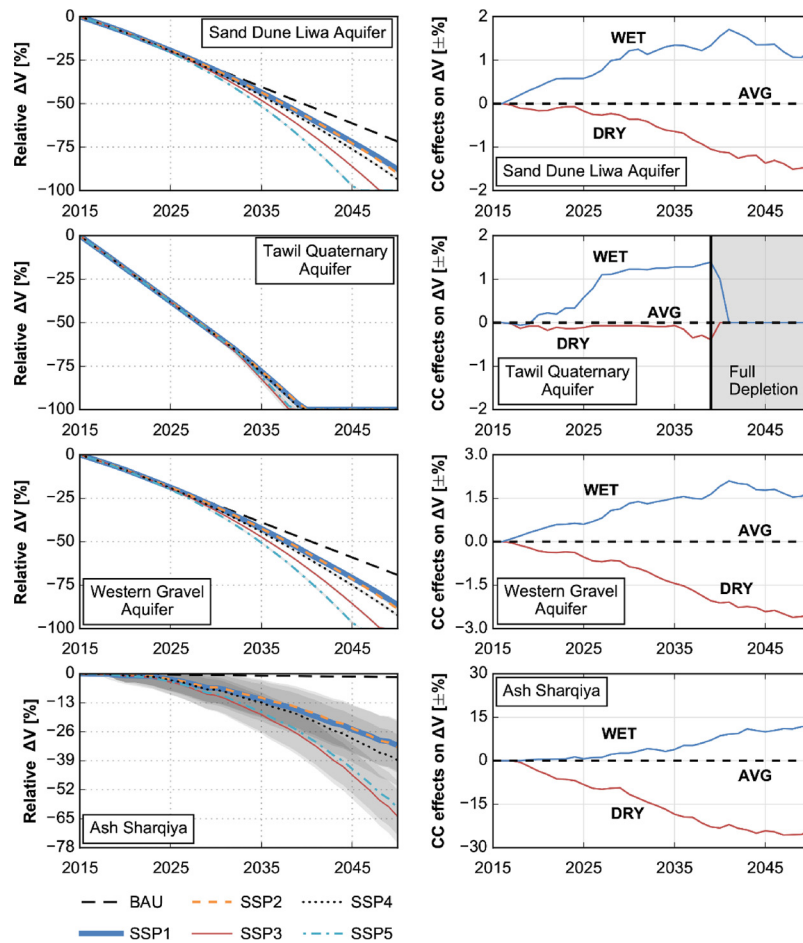 Relative ΔV [%]
0
−25
−50
−75
−100
Sand Dune Liwa Aquifer
2015 2025 2035 2045
CC effects on ΔV [±%]
2
1
0
1
2
WET
AVG
DRY
Sand Dune Liwa Aquifer
2015 2025 2035 2045
Relative ΔV [%]
0
−25
−50
−75
−100
Tawil Quaternary
Aquifer
2015 2025 2035 2045
CC effects on ΔV [±%]
2
1
0
−1
−2
WET
AVG
DRY
Tawil Quaternary
Aquifer
Full
Depletion
2015 2025 2035 2045
Relative ΔV [%]
0
−25
−50
−75
−100
Western Gravel
Aquifer
2015 2025 2035 2045
CC effects on ΔV [±%]
3.0
1.5
0.0
−1.5
−3.0
WET
AVG
DRY
Western Gravel
Aquifer
2015 2025 2035 2045
Relative ΔV [%]
0
−13
−26
−39
−52
−65
−78
Ash Sharqiya
2015 2025 2035 2045
CC effects on ΔV [±%]
30
15
0
−15
−30
Ash Sharqiya
WET
AVG
DRY
2015 2025 2035 2045
BAU SSP2 SSP4
SSP1 SSP3 SSP5